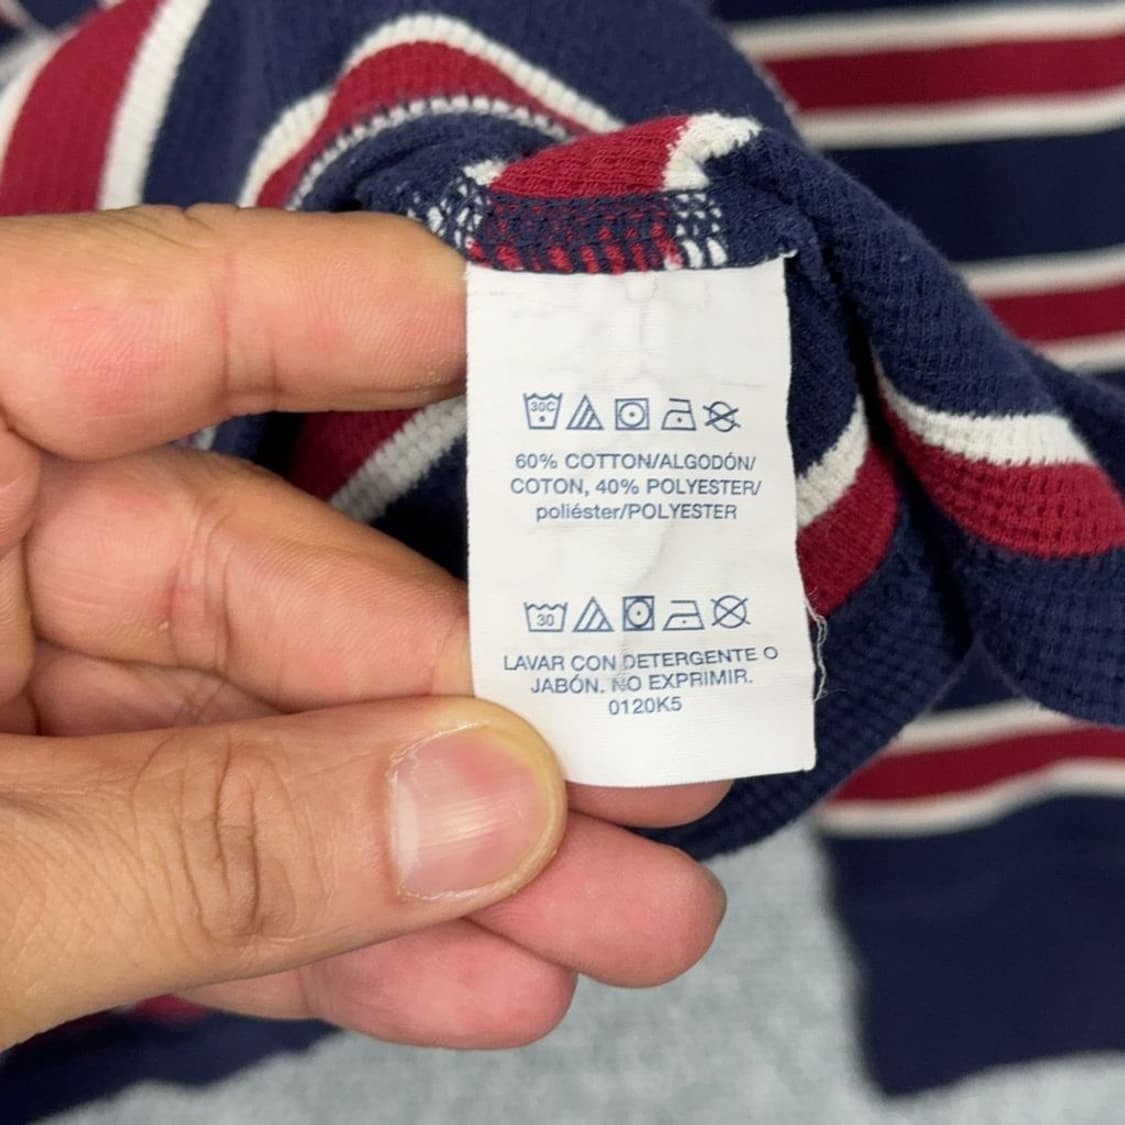 30C
60% COTTON/ALGODÓN/
COTON, 40% POLYESTER/
poliéster/POLYESTER
30
LAVAR CON DETERGENTE O
JABÓN. NO EXPRIMIR.
0120K5